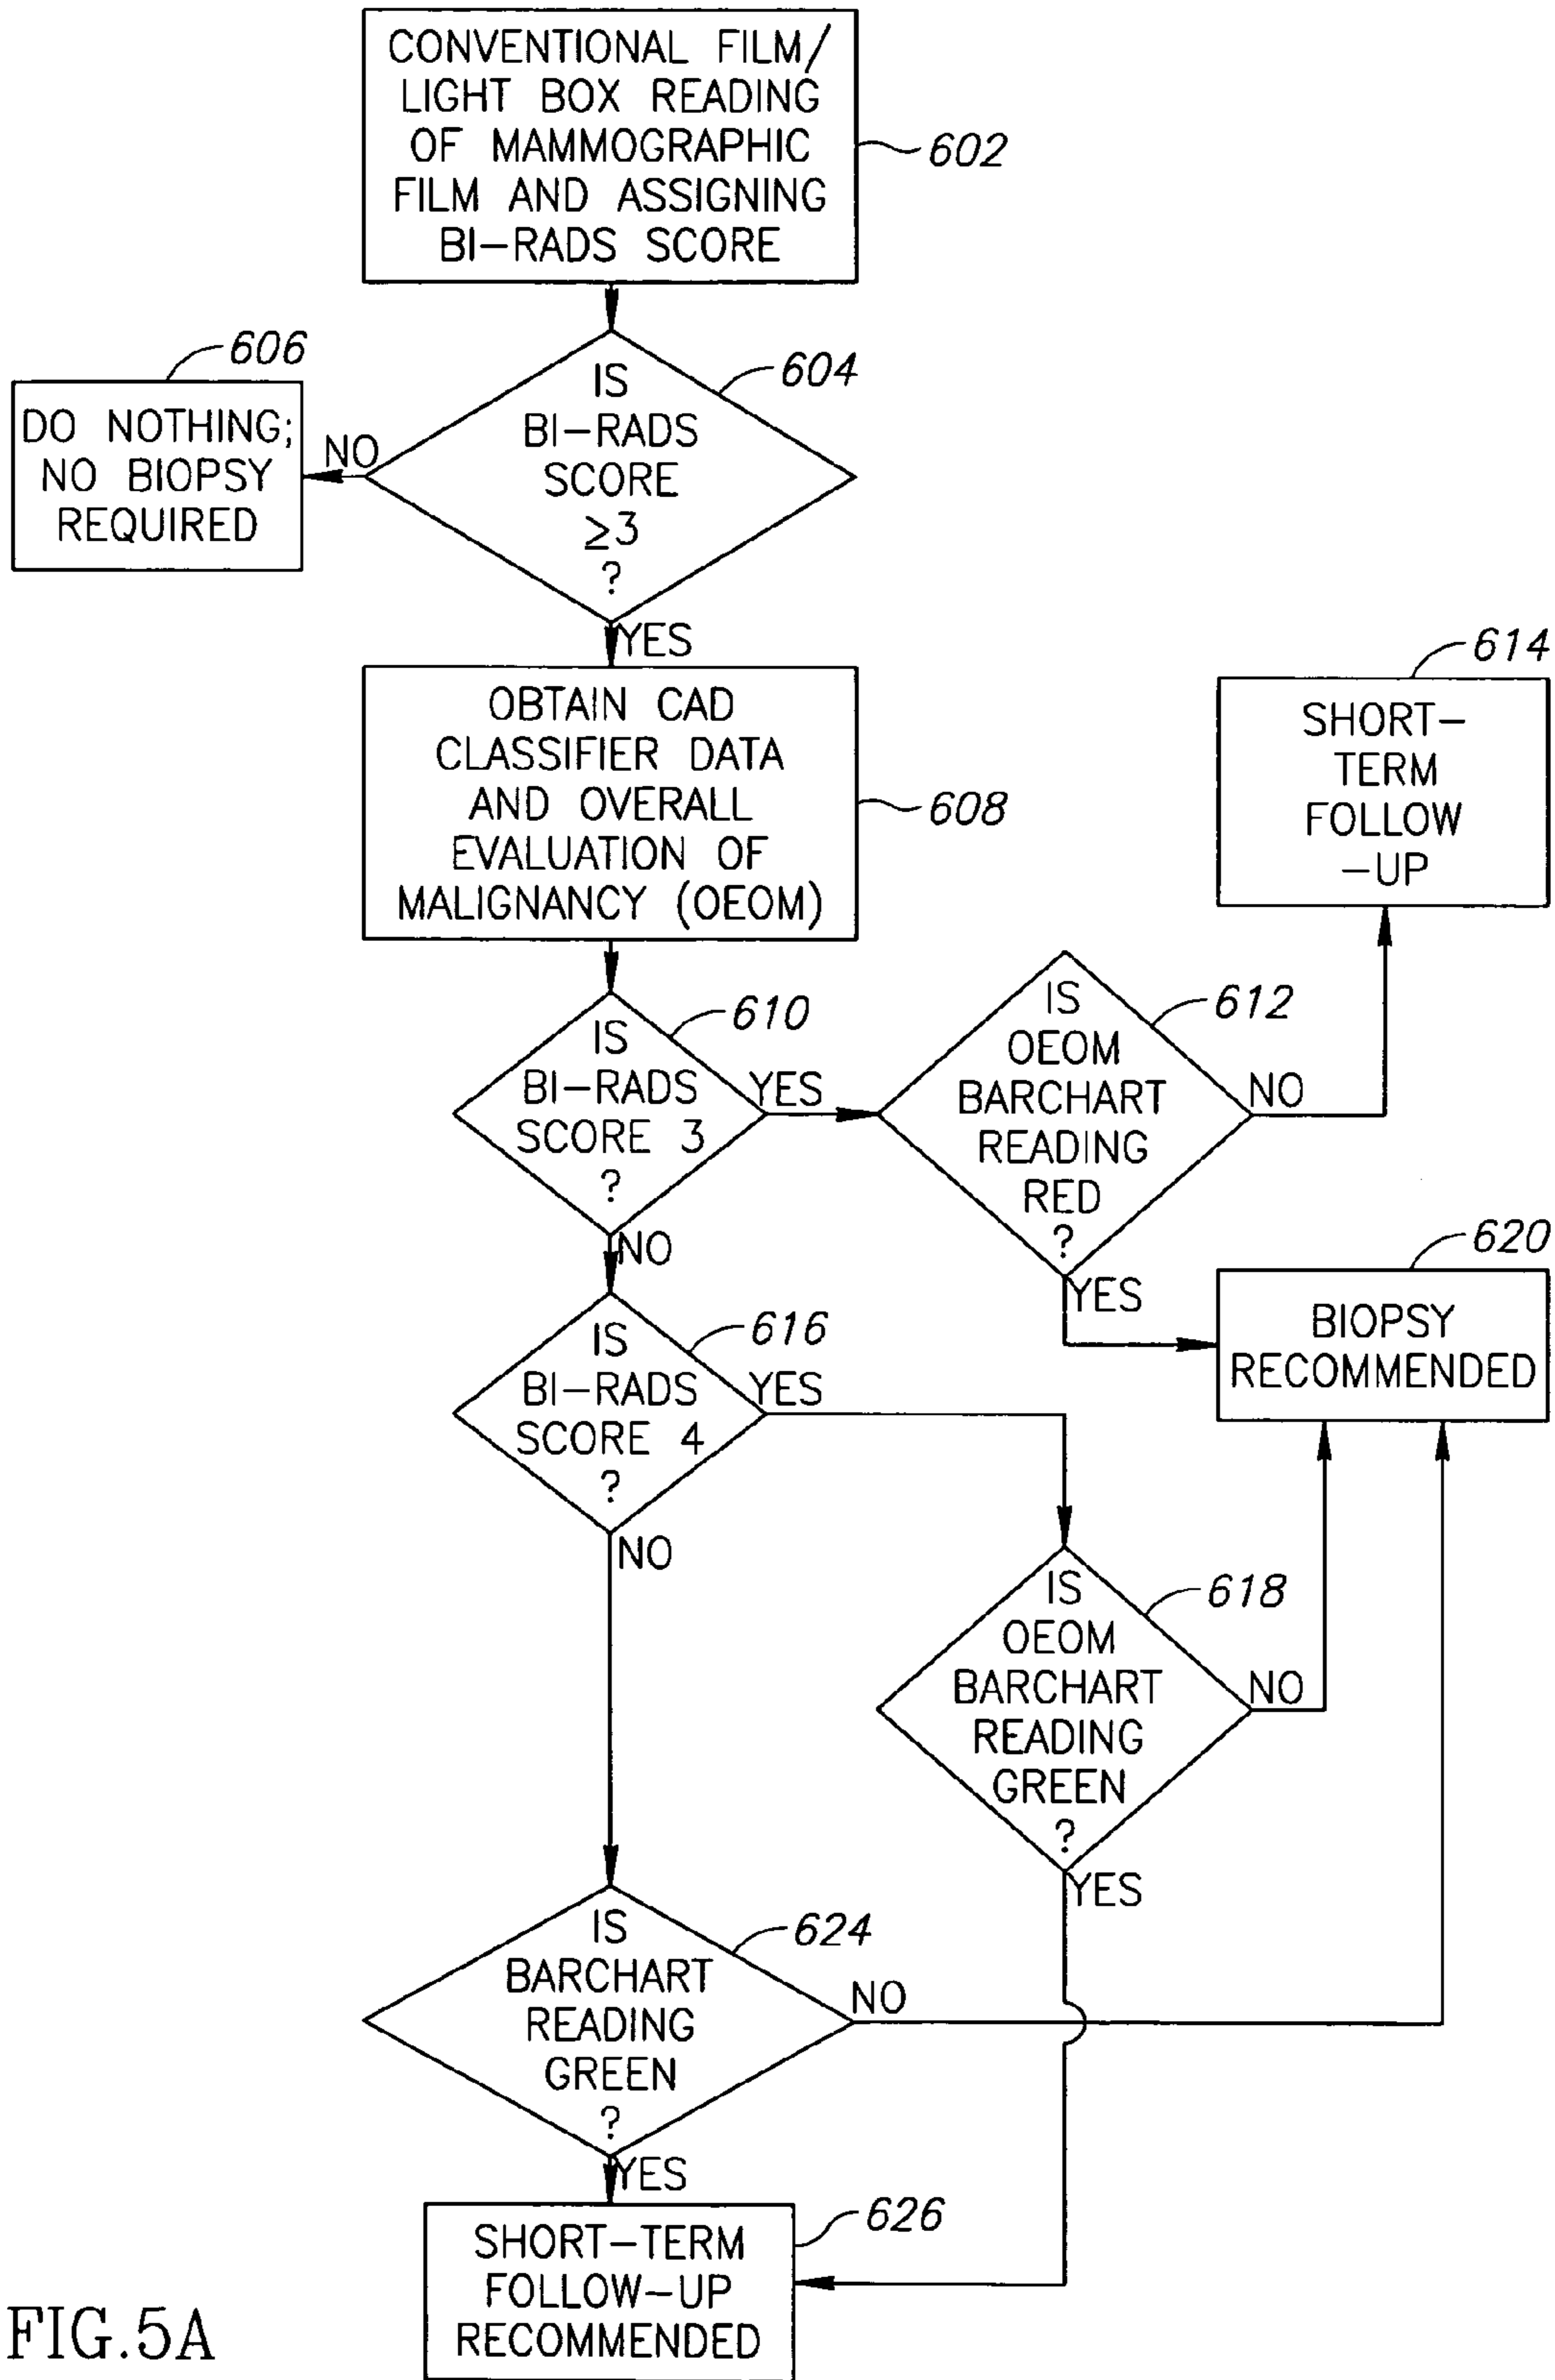 CONVENTIONAL FILM/
LIGHT BOX READING
OF MAMMOGRAPHIC
FILM AND ASSIGNING
BI-RADS SCORE
602
606
DO NOTHING;
NO BIOPSY
REQUIRED
NO
604
IS
BI-RADS
SCORE
≥3
?
YES
OBTAIN CAD
CLASSIFIER DATA
AND OVERALL
EVALUATION OF
MALIGNANCY (OEOM)
608
614
SHORT-
TERM
FOLLOW
-UP
610
IS
BI-RADS
SCORE 3
?
YES
NO
612
IS
OEOM
BARCHART
READING
RED
?
NO
YES
620
BIOPSY
RECOMMENDED
616
IS
BI-RADS
SCORE 4
?
YES
NO
618
IS
OEOM
BARCHART
READING
GREEN
?
NO
YES
624
IS
BARCHART
READING
GREEN
?
NO
YES
626
SHORT-TERM
FOLLOW-UP
RECOMMENDED
FIG.5A